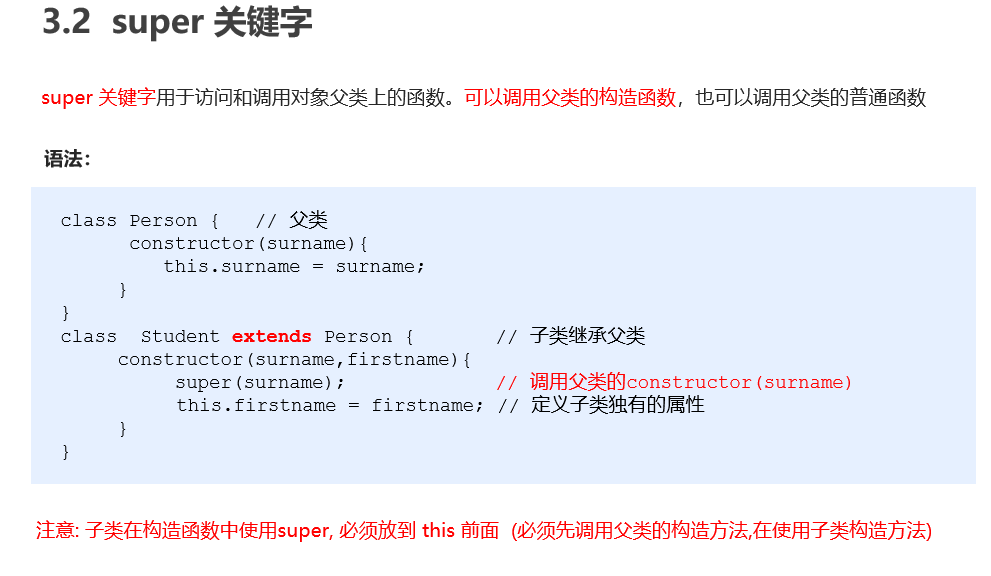 3.2 super 关键字
super 关键字用于访问和调用对象父类上的函数。可以调用父类的构造函数，也可以调用父类的普通函数
语法：
class Person {   // 父类
      constructor(surname){
         this.surname = surname;
     }
}
class  Student extends Person {       // 子类继承父类
     constructor(surname,firstname){
          super(surname);             // 调用父类的constructor(surname)
          this.firstname = firstname; // 定义子类独有的属性
     }
}
注意: 子类在构造函数中使用super, 必须放到 this 前面  (必须先调用父类的构造方法,在使用子类构造方法)